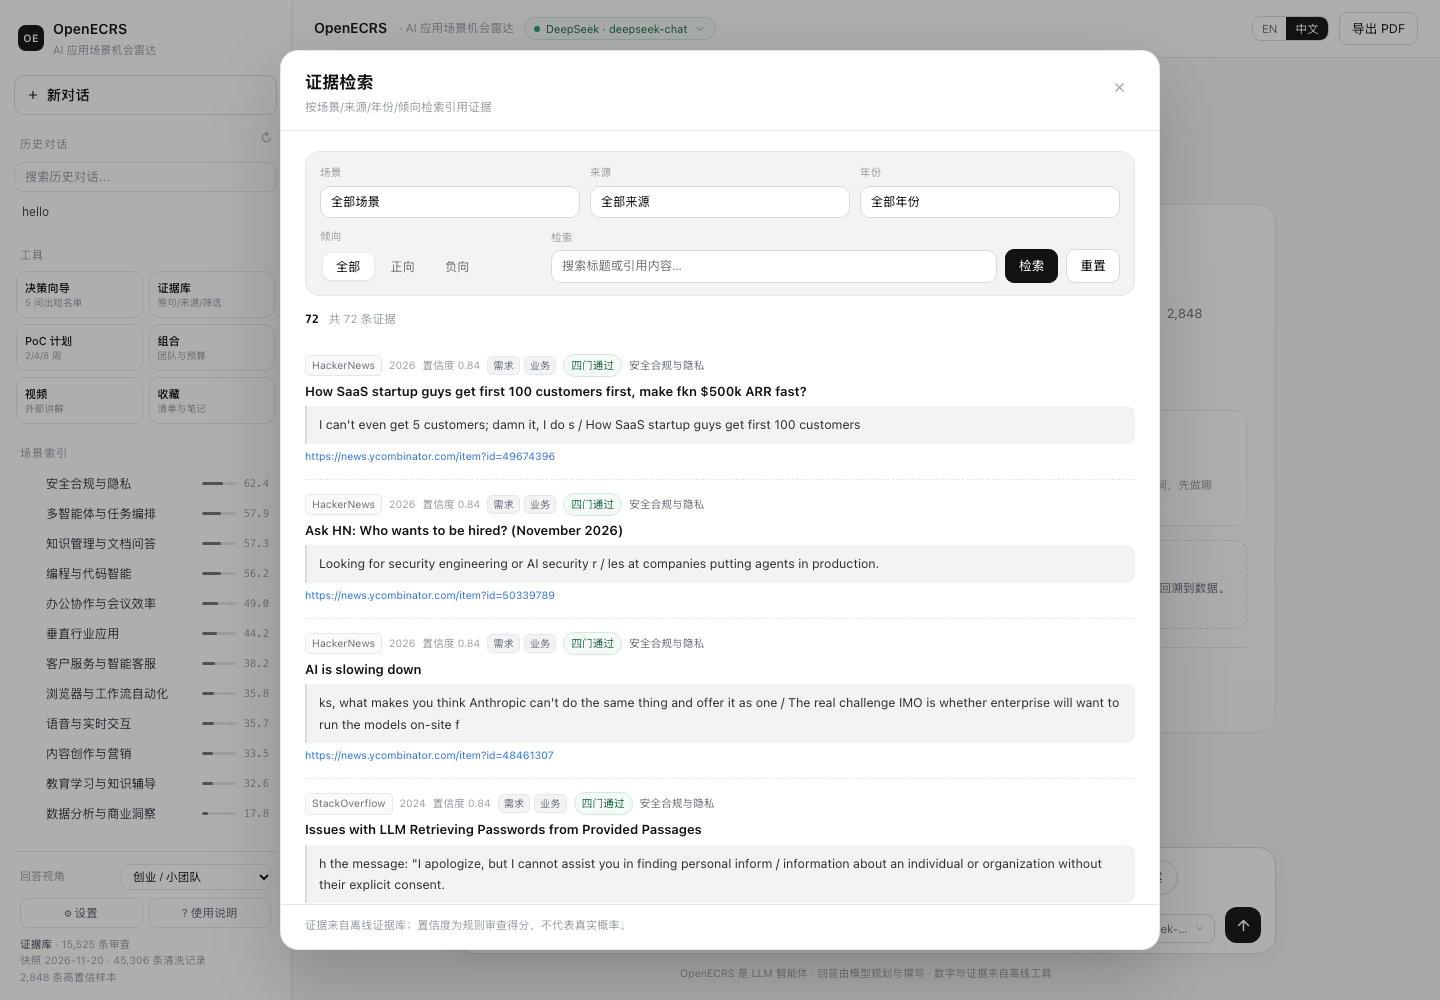 OE
OpenECRS
AI 应用场景机会雷达
+ 新对话
历史对话
搜索历史对话...
hello
工具
决策向导
5 问出短名单
证据库
原句/来源/筛选
PoC 计划
2/4/8 周
组合
团队与预算
视频
外部讲解
收藏
清单与笔记
场景索引
安全合规与隐私 62.4
多智能体与任务编排 57.9
知识管理与文档问答 57.3
编程与代码智能 56.2
办公协作与会议效率 49.0
垂直行业应用 44.2
客户服务与智能客服 38.2
浏览器与工作流自动化 35.8
语音与实时交互 35.7
内容创作与营销 33.5
教育学习与知识辅导 32.6
数据分析与商业洞察 17.8
回答视角 创业 / 小团队
⚙ 设置
? 使用说明
证据库 · 15,525 条审查
快照 2026-11-20 · 45,306 条清洗记录
2,848 条高置信样本
OpenECRS · AI 应用场景机会雷达
DeepSeek · deepseek-chat
EN 中文
导出 PDF
证据检索
×
按场景/来源/年份/倾向检索引用证据
场景 来源 年份
全部场景 全部来源 全部年份
倾向 检索
全部 正向 负向
搜索标题或引用内容...
检索 重置
72 共 72 条证据
HackerNews 2026 置信度 0.84 需求 业务 四门通过 安全合规与隐私
How SaaS startup guys get first 100 customers first, make fkn $500k ARR fast?
I can't even get 5 customers; damn it, I do s / How SaaS startup guys get first 100 customers
https://news.ycombinator.com/item?id=49674396
HackerNews 2026 置信度 0.84 需求 业务 四门通过 安全合规与隐私
Ask HN: Who wants to be hired? (November 2026)
Looking for security engineering or AI security r / les at companies putting agents in production.
https://news.ycombinator.com/item?id=50339789
HackerNews 2026 置信度 0.84 需求 业务 四门通过 安全合规与隐私
AI is slowing down
ks, what makes you think Anthropic can't do the same thing and offer it as one / The real challenge IMO is whether enterprise will want to
run the models on-site f
https://news.ycombinator.com/item?id=48461307
StackOverflow 2024 置信度 0.84 需求 业务 四门通过 安全合规与隐私
Issues with LLM Retrieving Passwords from Provided Passages
h the message: "I apologize, but I cannot assist you in finding personal inform / information about an individual or organization without
their explicit consent.
证据来自离线证据库；置信度为规则审查得分，不代表真实概率。
2,848
先做哪
回溯到数据。
ek-...
OpenECRS 是 LLM 智能体 · 回答由模型规划与撰写 · 数字与证据来自离线工具